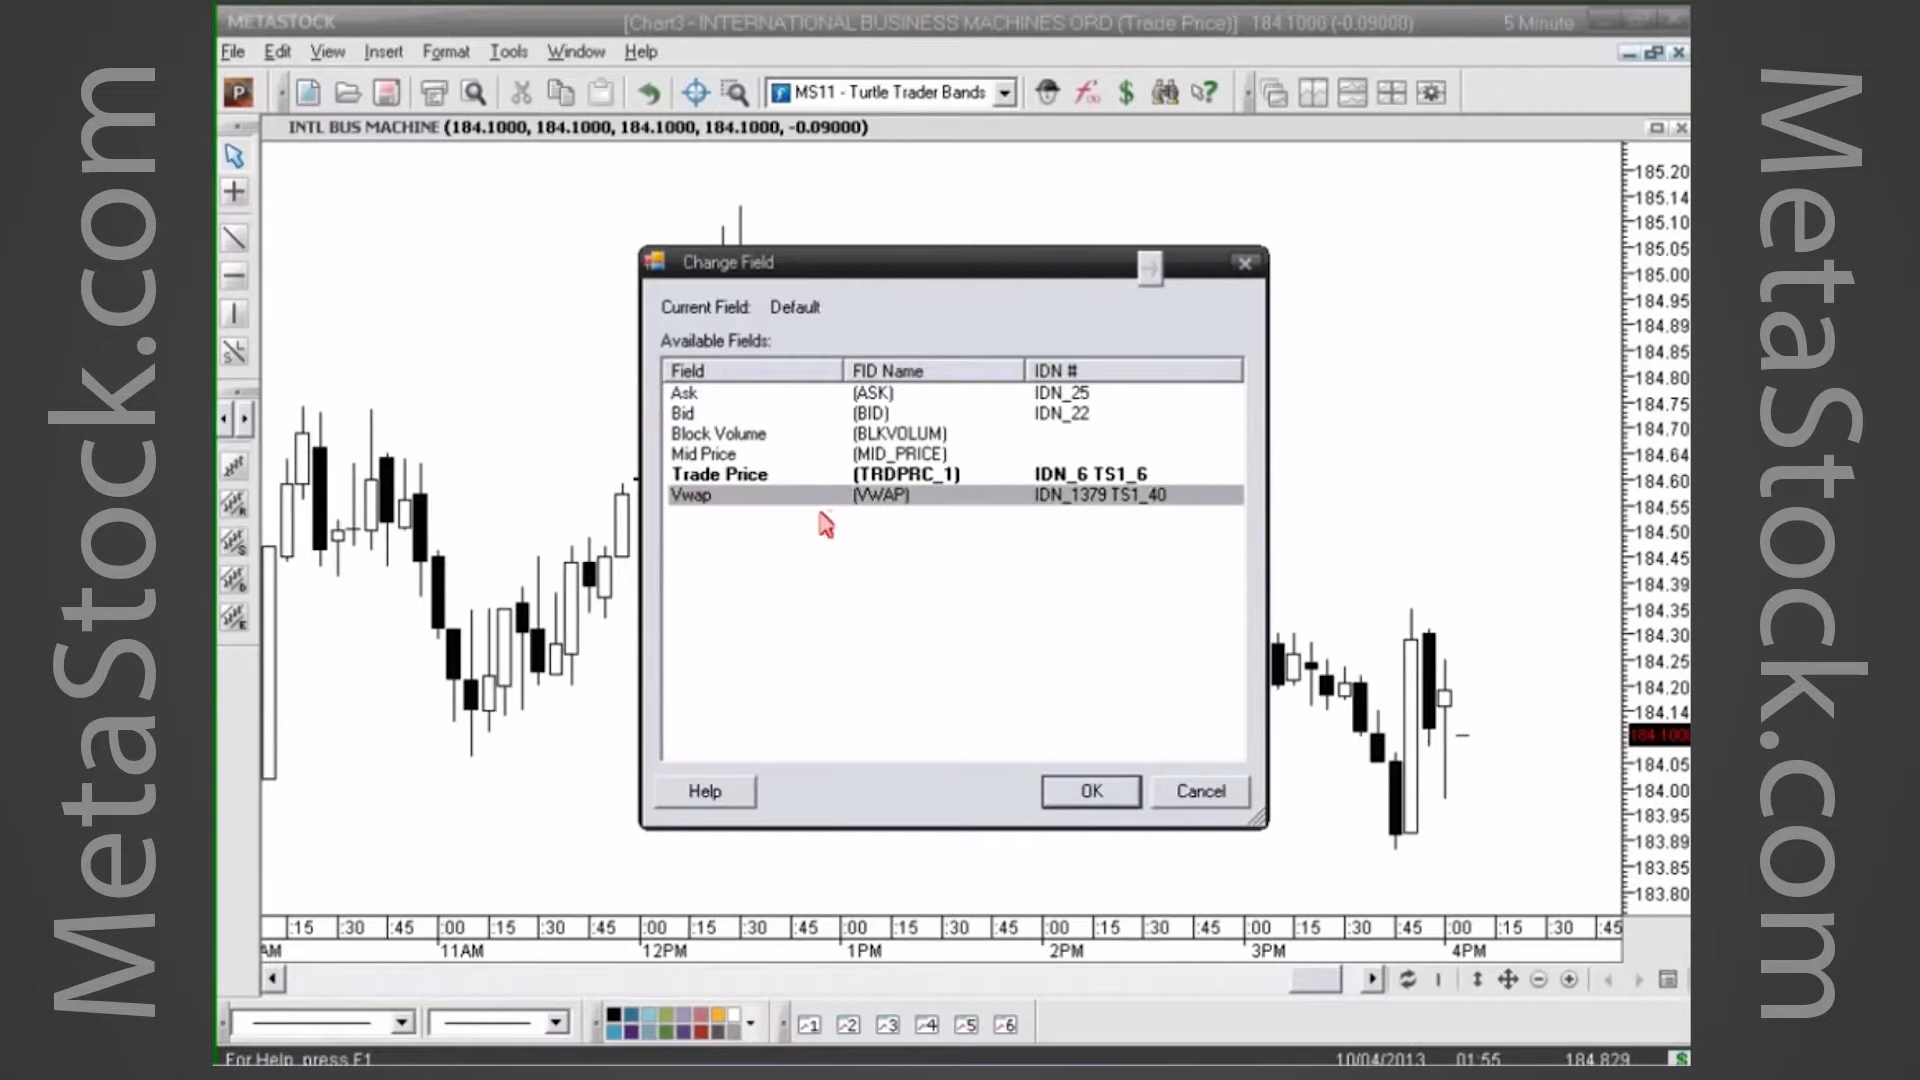 MetaStock.com
METASTOCK
[Chart3 - INTERNATIONAL BUSINESS MACHINES ORD (Trade Price)] 184.1000 (-0.09000)
5 Minute
File Edit View Insert Format Tools Window Help
P
MS11 - Turtle Trader Bands
INTL BUS MACHINE (184.1000, 184.1000, 184.1000, 184.1000, -0.09000)
Change Field
Current Field: Default
Available Fields:
Field FID Name IDN #
Ask (ASK) IDN_25
Bid (BID) IDN_22
Block Volume (BLKVOLUM)
Mid Price (MID_PRICE)
Trade Price (TRDPRC_1) IDN_6 TS1_6
Vwap (VWAP) IDN_1379 TS1_40
Help OK Cancel
185.20
185.14
185.10
185.05
185.00
184.95
184.89
184.85
184.80
184.75
184.70
184.64
184.60
184.55
184.50
184.45
184.39
184.35
184.30
184.25
184.20
184.14
184.100
184.05
184.00
183.95
183.89
183.85
183.80
:15 :30 :45 :00 :15 :30 :45 :00 :15 :30 :45 :00 :15 :30 :45 :00 :15 :30 :45 :00 :15 :30 :45 :00 :15 :30 :45
AM 11AM 12PM 1PM 2PM 3PM 4PM
1 2 3 4 5 6
For Help, press F1
10/04/2013 01:55 184.829 $
MetaStock.com